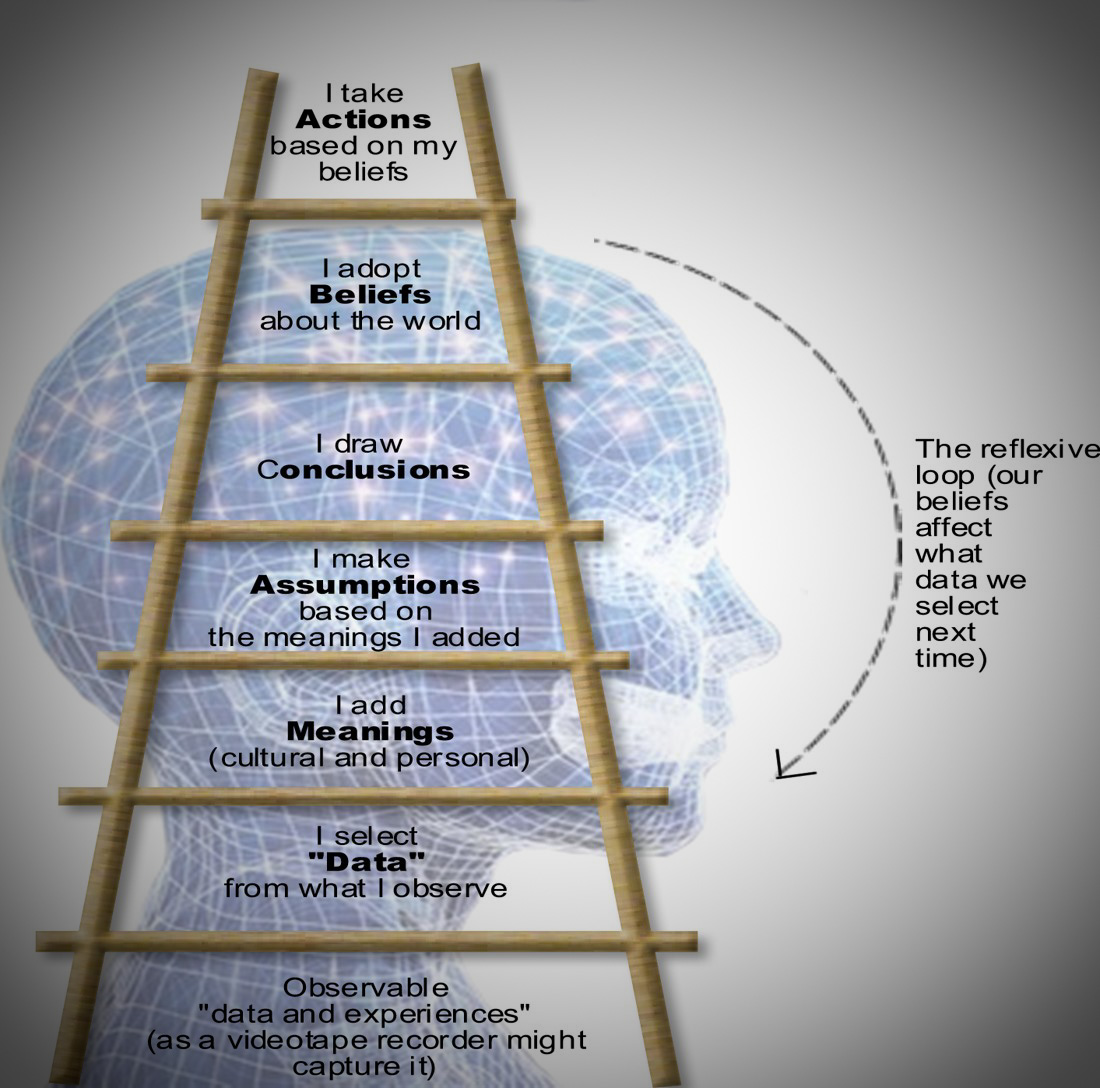 I take
Actions
based on my
beliefs
I adopt
Beliefs
about the world
I draw
Conclusions
I make
Assumptions
based on
the meanings I added
I add
Meanings
(cultural and personal)
I select
"Data"
from what I observe
Observable
"data and experiences"
(as a videotape recorder might
capture it)
The reflexive
loop (our
beliefs
affect
what
data we
select
next
time)